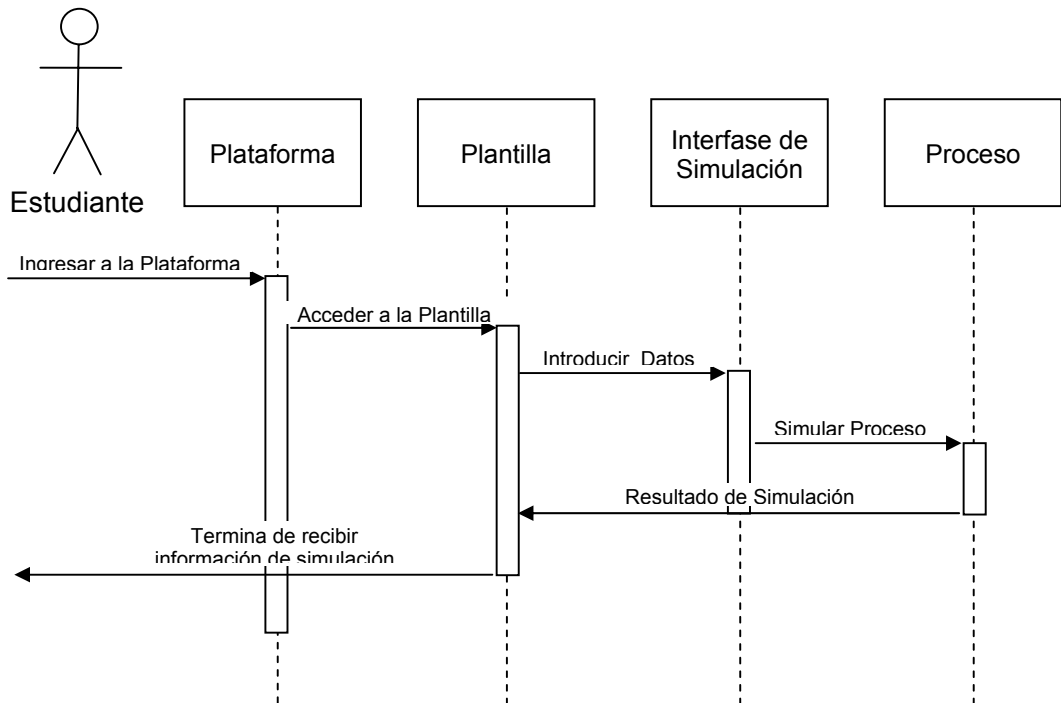 Estudiante
Plataforma
Plantilla
Interfase de
Simulación
Proceso
Ingresar a la Plataforma
Acceder a la Plantilla
Introducir Datos
Simular Proceso
Resultado de Simulación
Termina de recibir
información de simulación